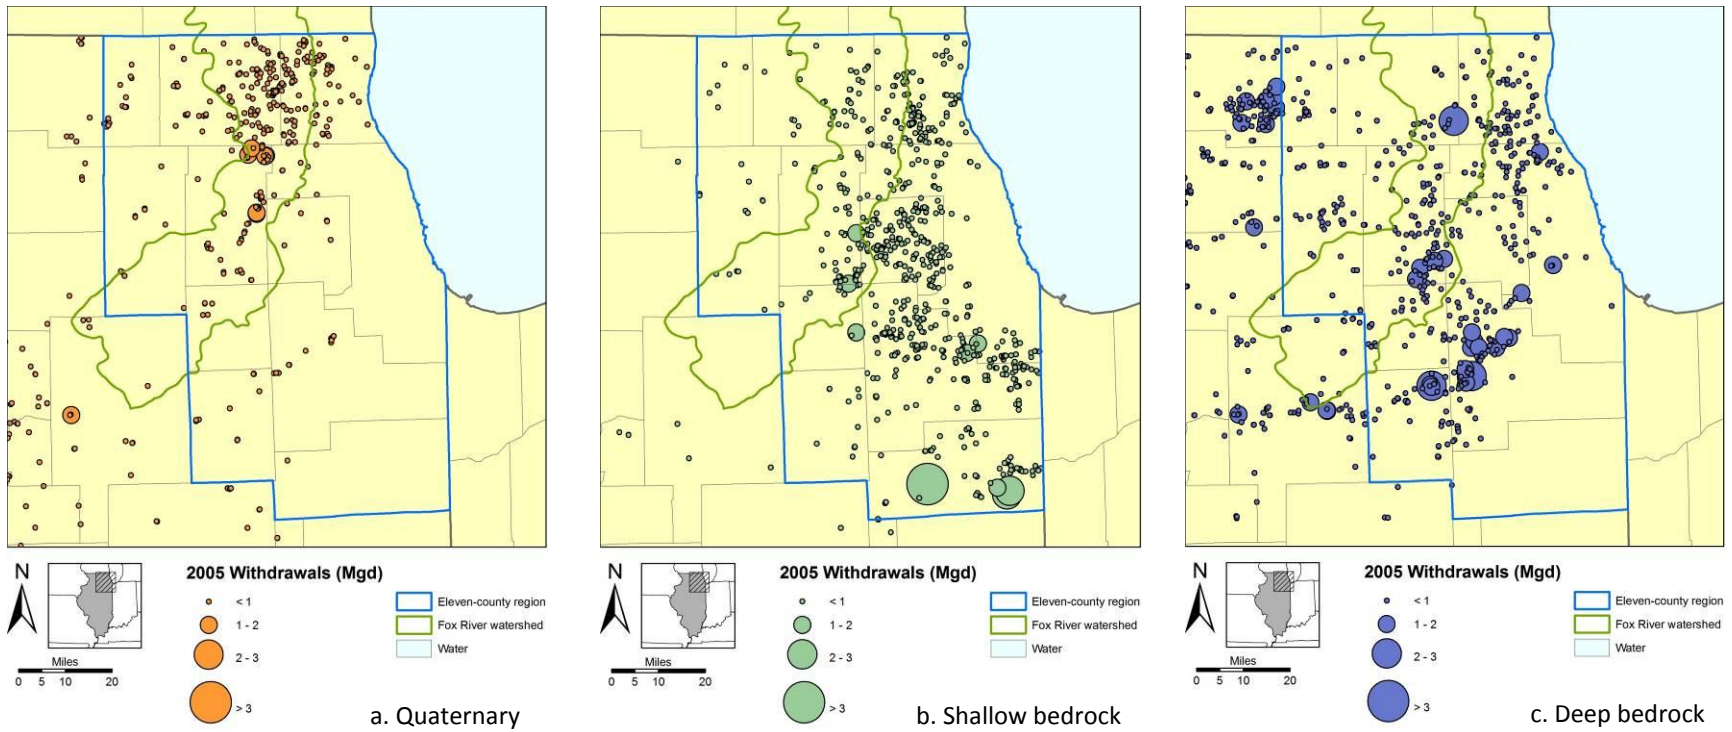 N
2005 Withdrawals (Mgd)
< 1
1 - 2
2 - 3
> 3
Eleven-county region
Fox River watershed
Water
Miles
0 5 10 20
a. Quaternary
N
2005 Withdrawals (Mgd)
< 1
1 - 2
2 - 3
> 3
Eleven-county region
Fox River watershed
Water
Miles
0 5 10 20
b. Shallow bedrock
N
2005 Withdrawals (Mgd)
< 1
1 - 2
2 - 3
> 3
Eleven-county region
Fox River watershed
Water
Miles
0 5 10 20
c. Deep bedrock